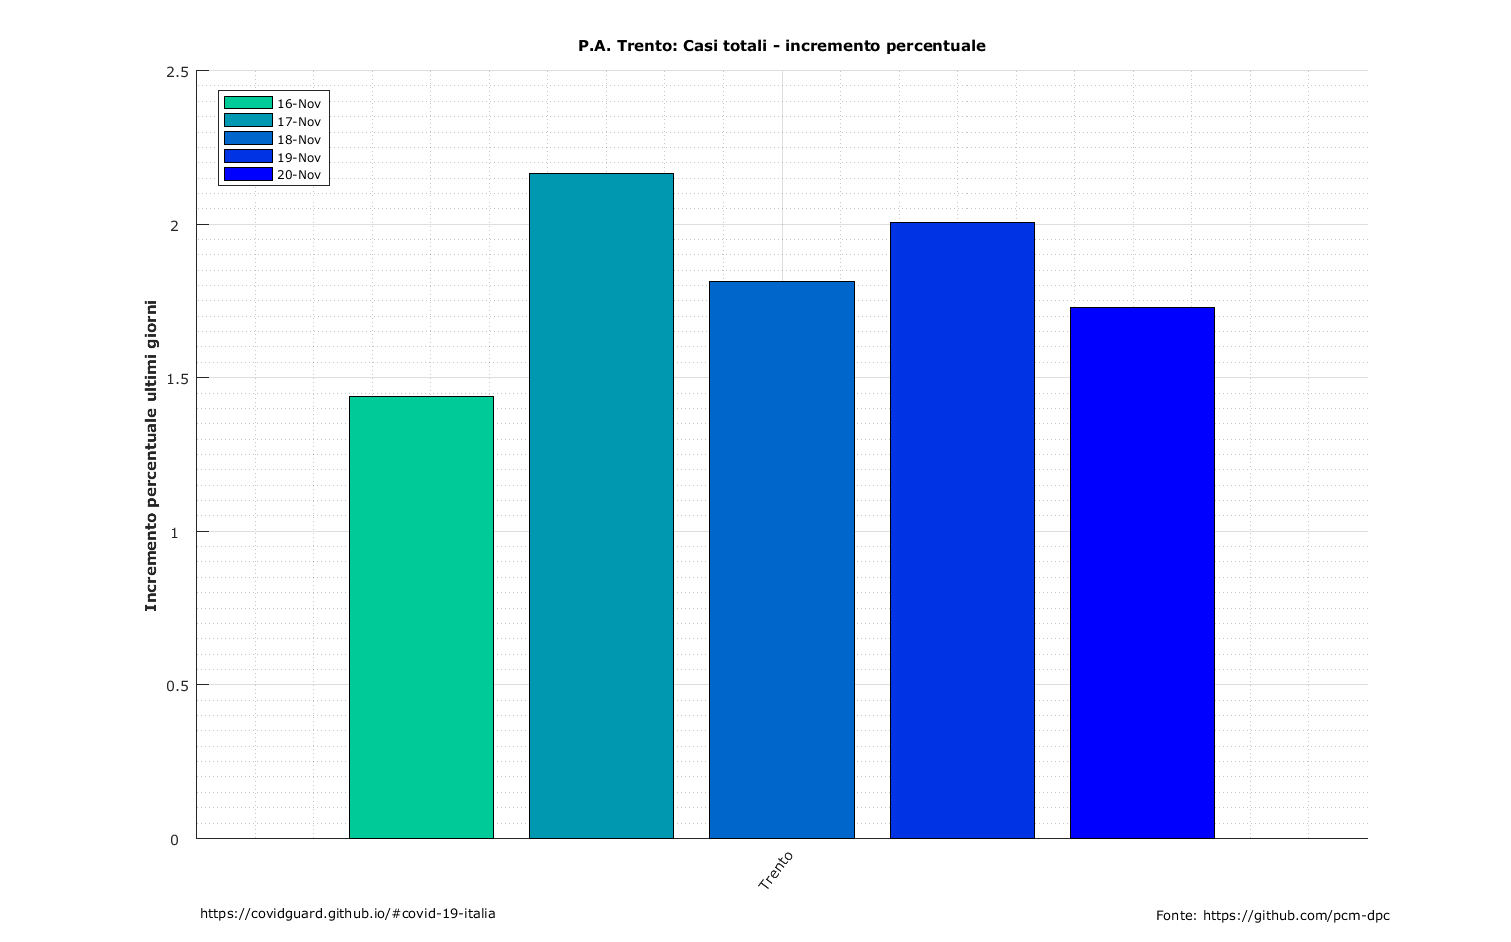 P.A. Trento: Casi totali - incremento percentuale
2.5
2
1.5
1
0.5
0
Incremento percentuale ultimi giorni
16-Nov
17-Nov
18-Nov
19-Nov
20-Nov
Trento
https://covidguard.github.io/#covid-19-italia
Fonte: https://github.com/pcm-dpc